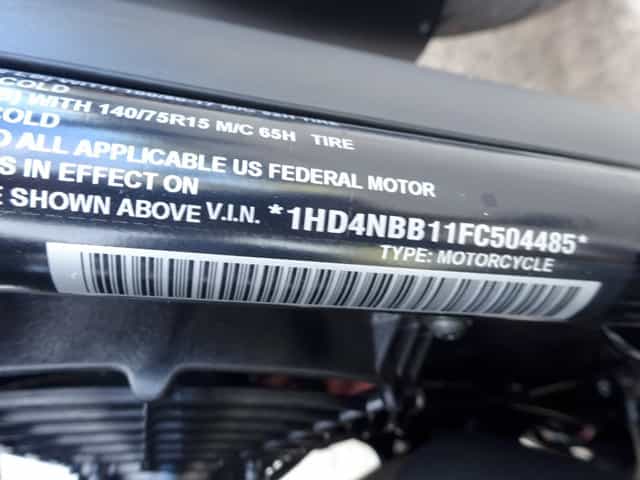 COLD
WITH 140/75R15 M/C 65H TIRE
COLD
ALL APPLICABLE US FEDERAL MOTOR
IN EFFECT ON
SHOWN ABOVE V.I.N. *1HD4NBB11FC504485*
TYPE: MOTORCYCLE